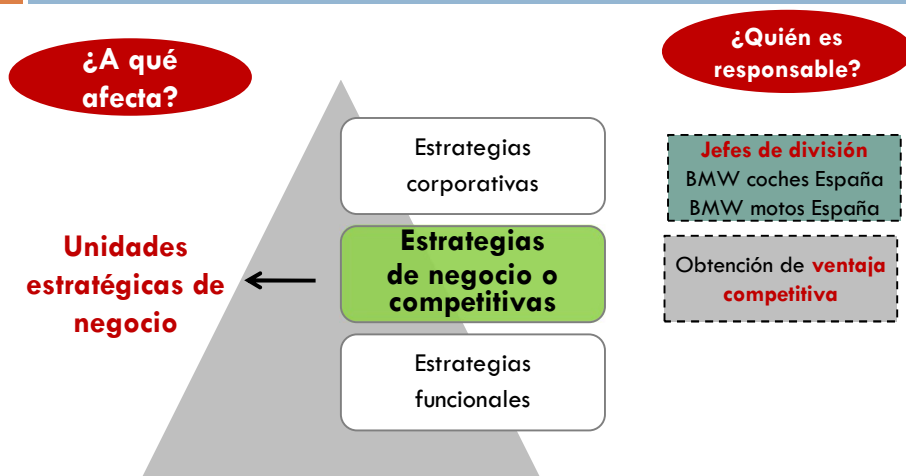 ¿A qué
afecta?
¿Quién es
responsable?
Estrategias
corporativas
Jefes de división
BMW coches España
BMW motos España
Unidades
estratégicas de
negocio
Estrategias
de negocio o
competitivas
Obtención de ventaja
competitiva
Estrategias
funcionales